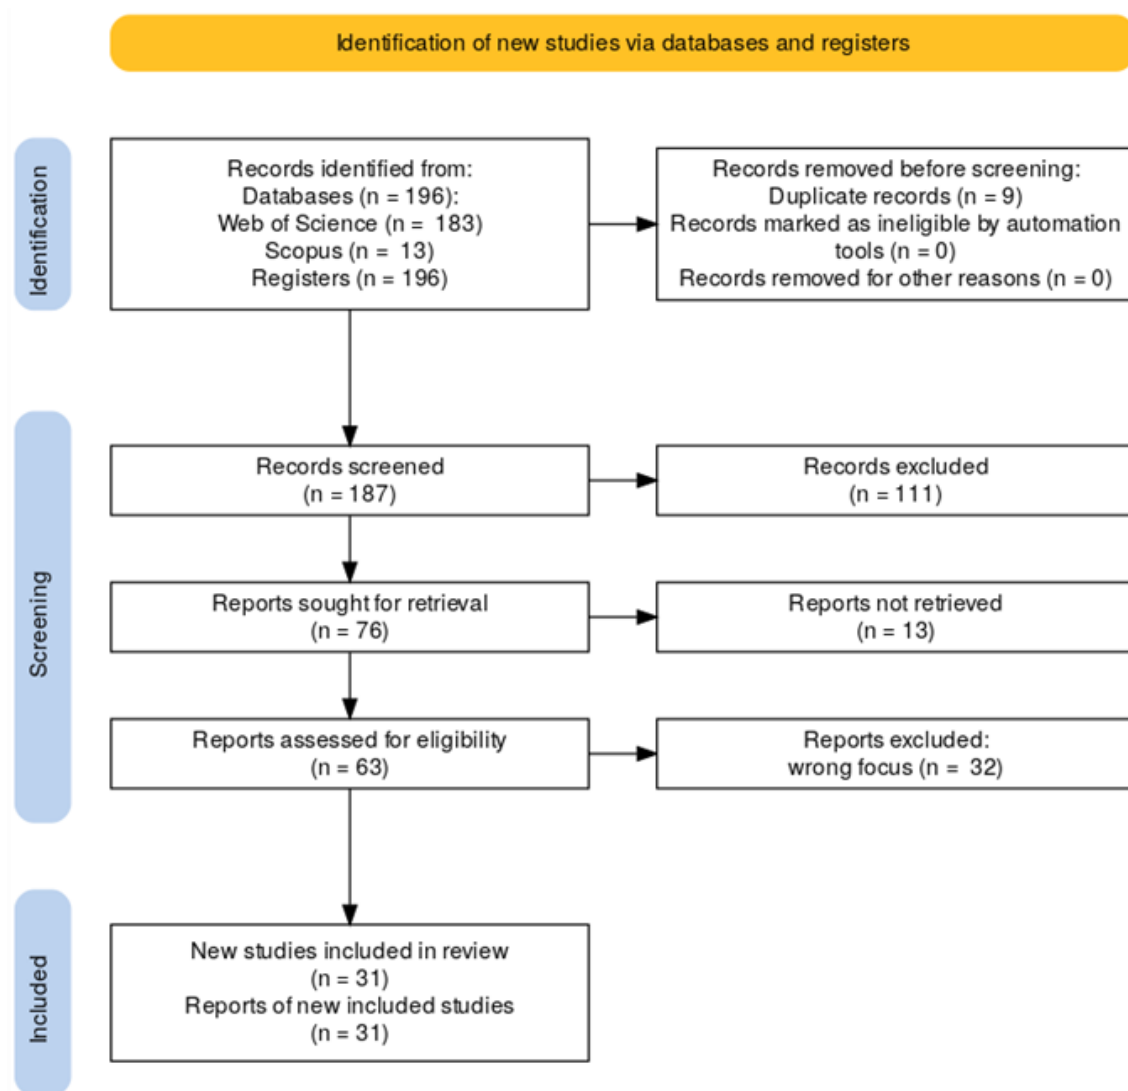 Identification of new studies via databases and registers
Identification
Records identified from:
Databases (n = 196):
Web of Science (n = 183)
Scopus (n = 13)
Registers (n = 196)
Records removed before screening:
Duplicate records (n = 9)
Records marked as ineligible by automation
tools (n = 0)
Records removed for other reasons (n = 0)
Screening
Records screened
(n = 187)
Records excluded
(n = 111)
Reports sought for retrieval
(n = 76)
Reports not retrieved
(n = 13)
Reports assessed for eligibility
(n = 63)
Reports excluded:
wrong focus (n = 32)
Included
New studies included in review
(n = 31)
Reports of new included studies
(n = 31)